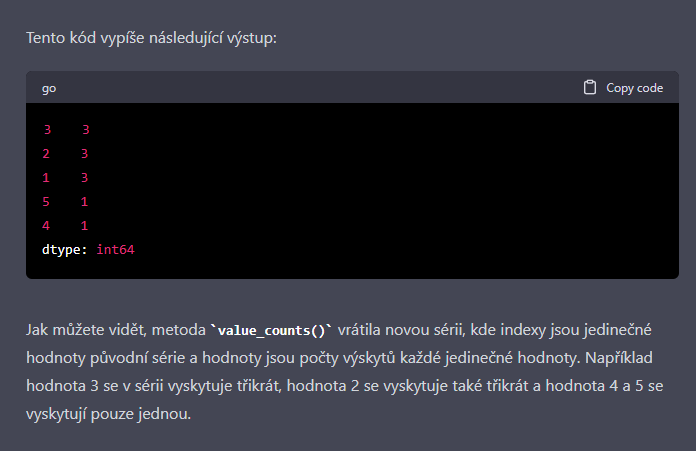 Tento kód vypíše následující výstup:
go Copy code
3 3
2 3
1 3
5 1
4 1
dtype: int64
Jak můžete vidět, metoda `value_counts()` vrátila novou sérii, kde indexy jsou jedinečné
hodnoty původní série a hodnoty jsou počty výskytů každé jedinečné hodnoty. Například
hodnota 3 se v sérii vyskytuje třikrát, hodnota 2 se vyskytuje také třikrát a hodnota 4 a 5 se
vyskytují pouze jednou.